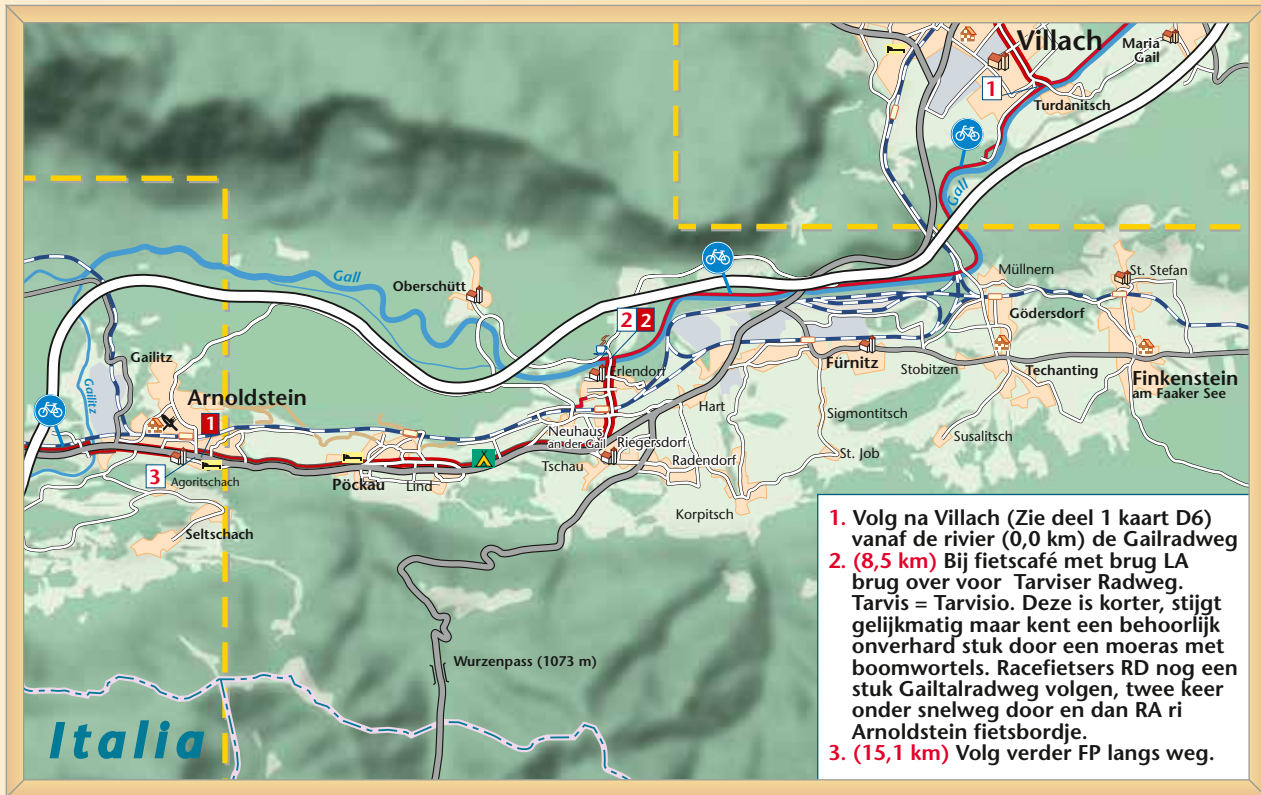 Villach
Maria
Gail
1
Turdanitsch
Gail
Gail
Oberschütt
Müllnern
St. Stefan
2 2
Gödersdorf
Gailitz
Erlendorf
Fürnitz
Stobitzen
Techanting
Finkenstein
am Faaker See
Gailitz
Arnoldstein
1
Hart
Sigmontitsch
Neuhaus
an der Gail
Riegersdorf
Susalitsch
Tschau
Radendorf
St. Job
3
Agoritschach
Pöckau
Lind
Korpitsch
Seltschach
Wurzenpass (1073 m)
Italia
1. Volg na Villach (Zie deel 1 kaart D6)
vanaf de rivier (0,0 km) de Gailradweg
2. (8,5 km) Bij fietscafé met brug LA
brug over voor Tarviser Radweg.
Tarvis = Tarvisio. Deze is korter, stijgt
gelijkmatig maar kent een behoorlijk
onverhard stuk door een moeras met
boomwortels. Racefietsers RD nog een
stuk Gailtalradweg volgen, twee keer
onder snelweg door en dan RA ri
Arnoldstein fietsbordje.
3. (15,1 km) Volg verder FP langs weg.